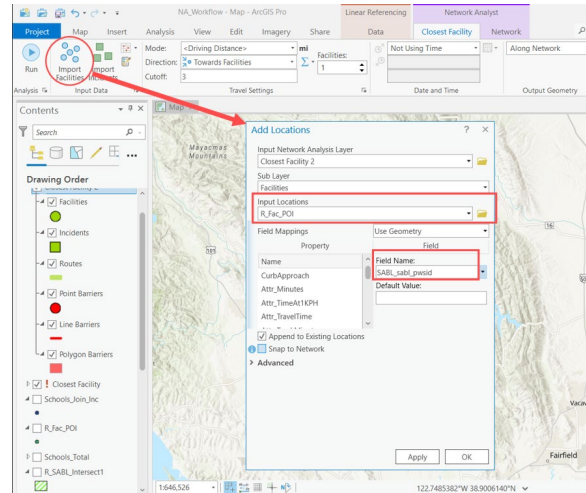 NA_Workflow - Map - ArcGIS Pro
Linear Referencing
Network Analyst
Project Map Insert Analysis View Edit Imagery Share Data Closest Facility Network
Mode: <Driving Distance> mi
Not Using Time
Along Network
Direction: Towards Facilities
Facilities:
1
Cutoff: 3
Run
Import Facilities
Import Incidents
Analysis
Input Data
Travel Settings
Date and Time
Output Geometry
Contents
Map
Search
Drawing Order
Facilities
Incidents
Routes
Point Barriers
Line Barriers
Polygon Barriers
Closest Facility
Schools_Join_Inc
R_Fac_POI
Schools_Total
R_SABL_Intersect1
Mayacmas
Mountains
101
Add Locations
? ×
Input Network Analysis Layer
Closest Facility 2
Sub Layer
Facilities
Input Locations
R_Fac_POI
Field Mappings
Use Geometry
Property
Field
Name
CurbApproach
Attr_Minutes
Attr_TimeAt1KPH
Attr_TravelTime
Field Name:
SABL_sabl_pwsid
Default Value:
Append to Existing Locations
Snap to Network
Advanced
Apply
OK
Vacav
Fairfield
1:646,526
122.7485382°W 38.9006140°N